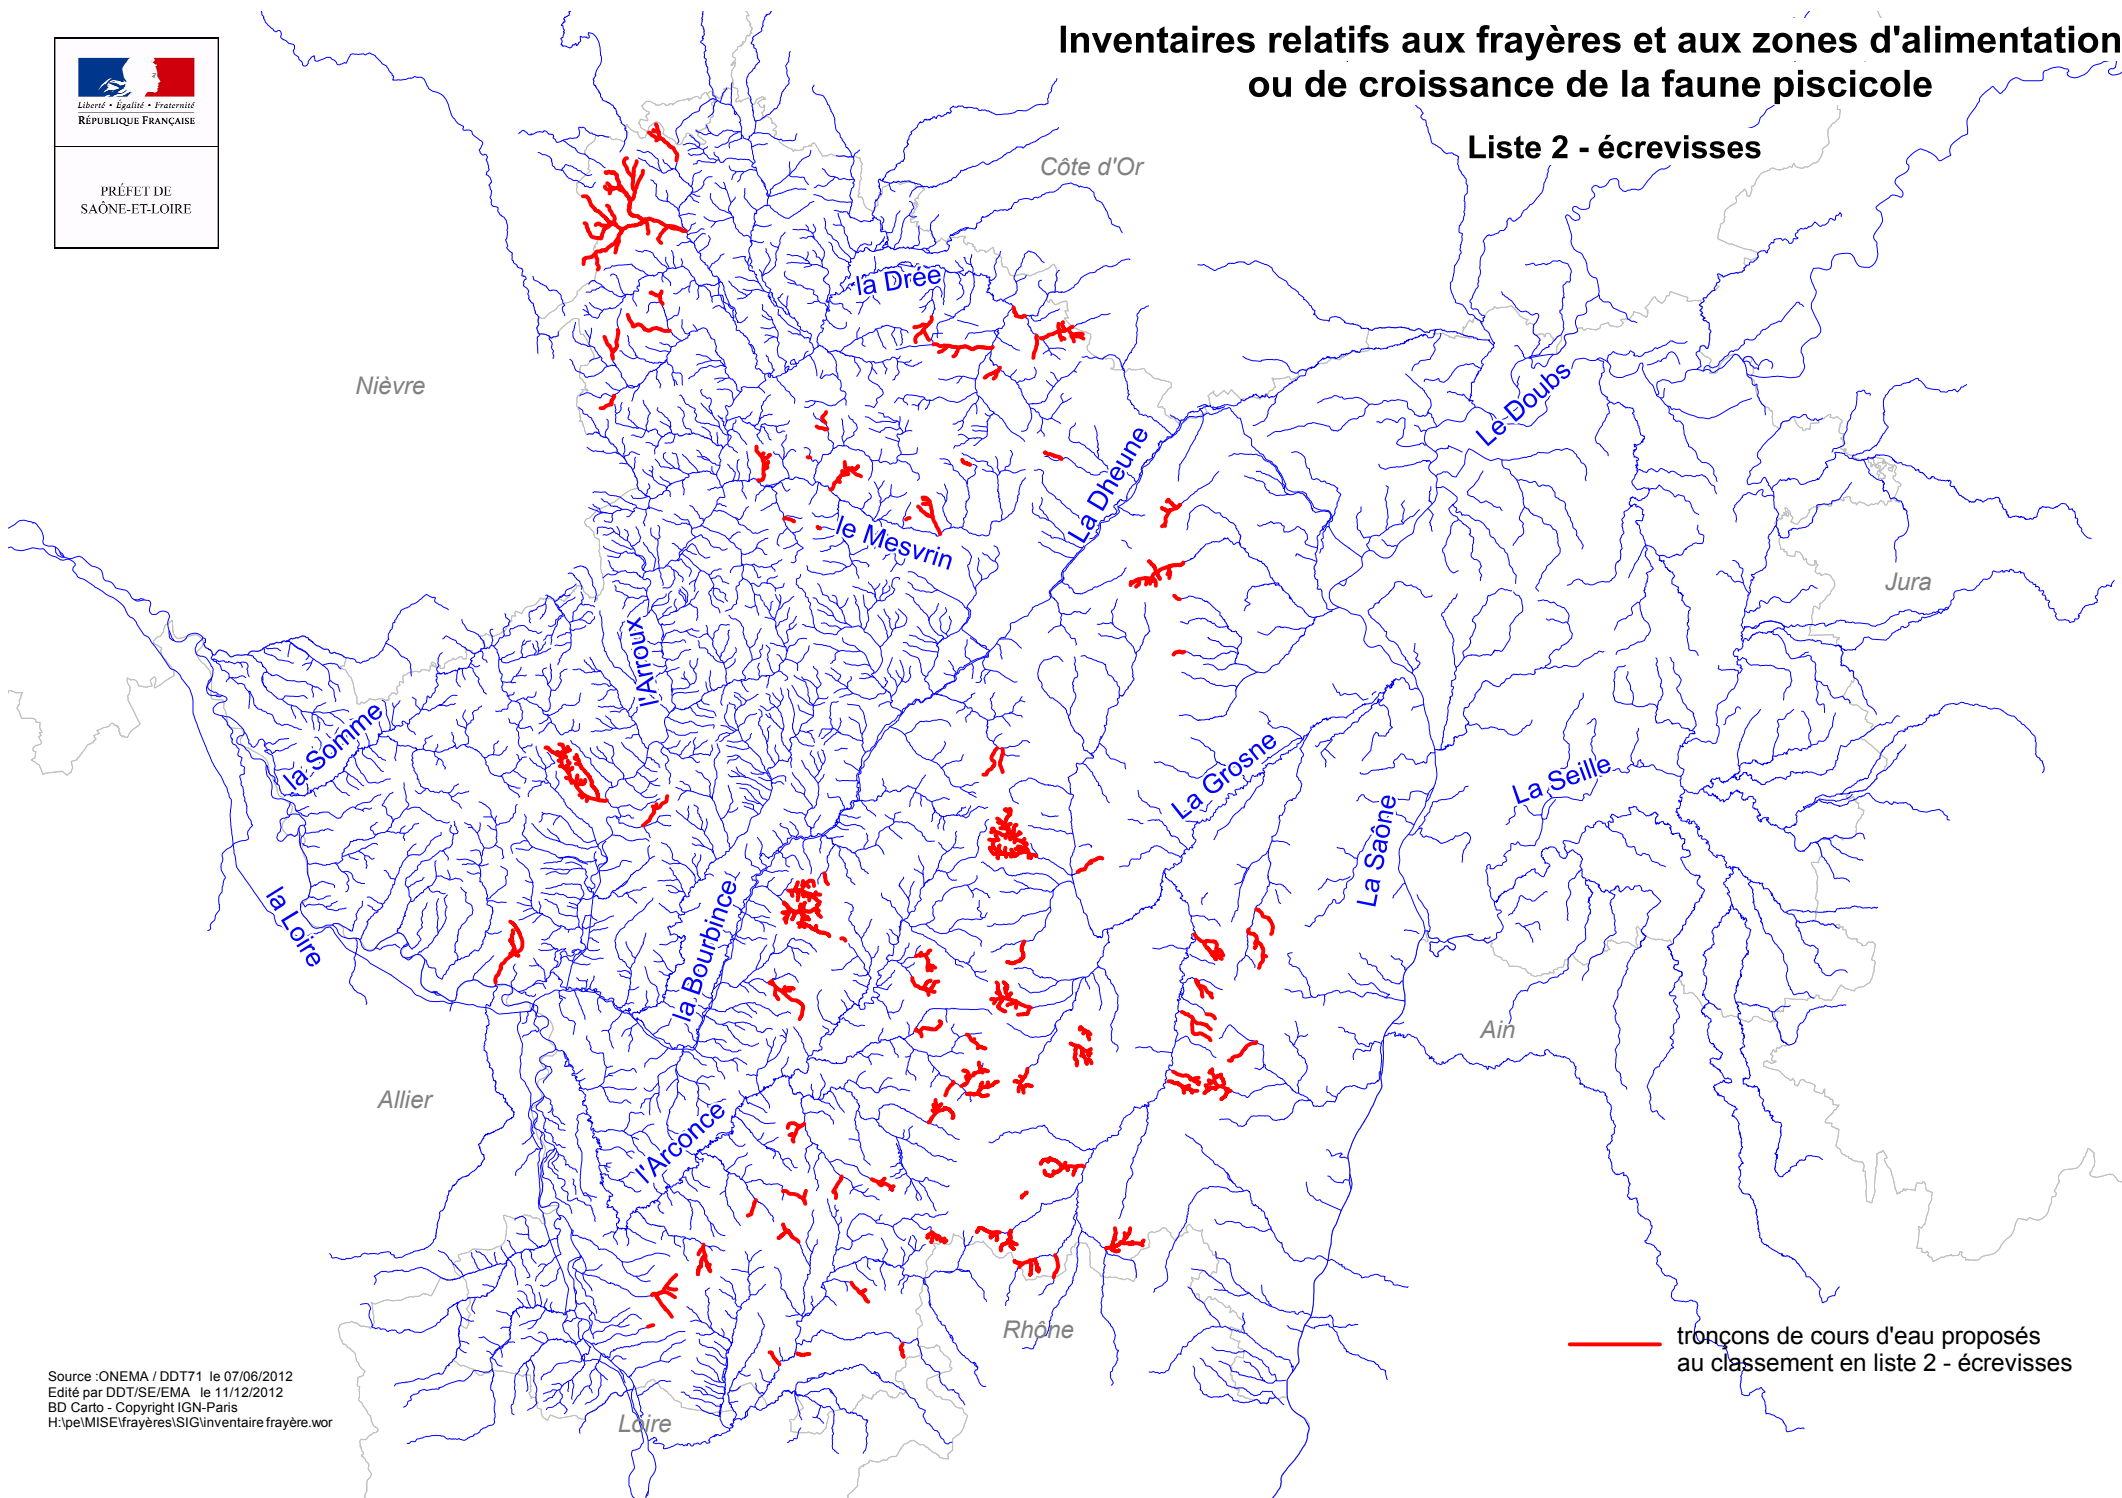 Inventaires relatifs aux frayères et aux zones d'alimentation
ou de croissance de la faune piscicole
Liste 2 - écrevisses
Liberté • Égalité • Fraternité
RÉPUBLIQUE FRANÇAISE
PRÉFET DE
SAÔNE-ET-LOIRE
Côte d'Or
la Drée
Nièvre
Le Doubs
La Dheune
le Mesvrin
Jura
l'Arroux
la Somme
La Grosne
La Seille
La Saône
la Loire
la Bourbince
Ain
Allier
l'Arconce
Rhône
Loire
tronçons de cours d'eau proposés
au classement en liste 2 - écrevisses
Source :ONEMA / DDT71 le 07/06/2012
Edité par DDT/SE/EMA le 11/12/2012
BD Carto - Copyright IGN-Paris
H:\pe\MISE\frayères\SIG\inventaire frayère.wor